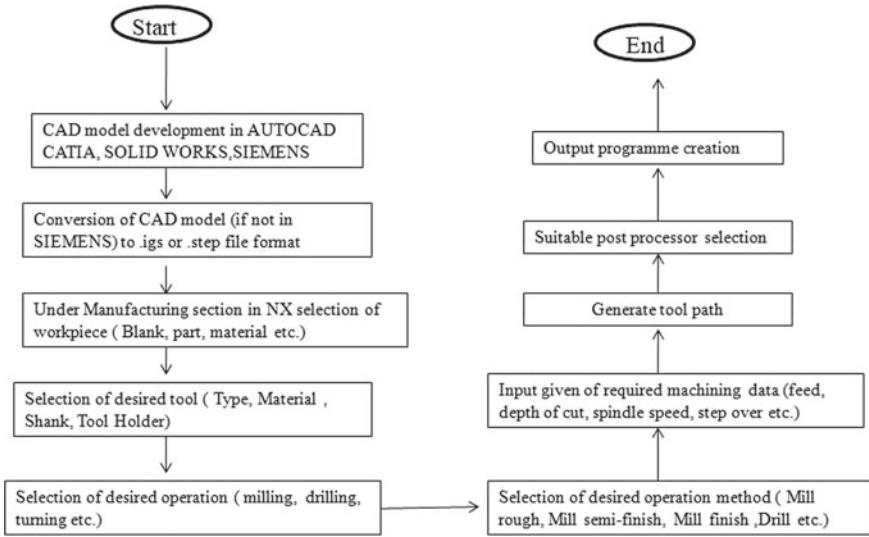 Start
CAD model development in AUTOCAD
CATIA, SOLID WORKS,SIEMENS
Conversion of CAD model (if not in
SIEMENS) to .igs or .step file format
Under Manufacturing section in NX selection of
workpiece ( Blank, part, material etc.)
Selection of desired tool ( Type, Material ,
Shank, Tool Holder)
Selection of desired operation ( milling, drilling,
turning etc.)
Selection of desired operation method ( Mill
rough, Mill semi-finish, Mill finish ,Drill etc.)
Input given of required machining data (feed,
depth of cut, spindle speed, step over etc.)
Generate tool path
Suitable post processor selection
Output programme creation
End